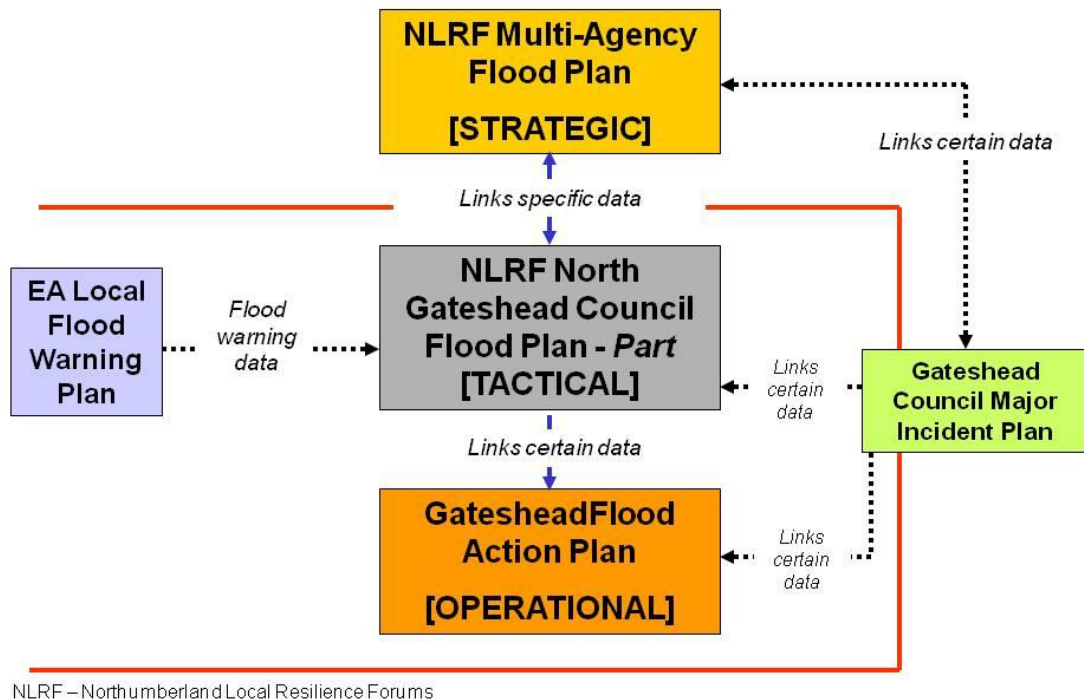 NLRF Multi-Agency
Flood Plan
[STRATEGIC]
Links certain data
Links specific data
EA Local
Flood
Warning
Plan
Flood
warning
data
NLRF North
Gateshead Council
Flood Plan - Part
[TACTICAL]
Links
certain
data
Gateshead
Council Major
Incident Plan
Links certain data
GatesheadFlood
Action Plan
[OPERATIONAL]
Links
certain
data
NLRF – Northumberland Local Resilience Forums